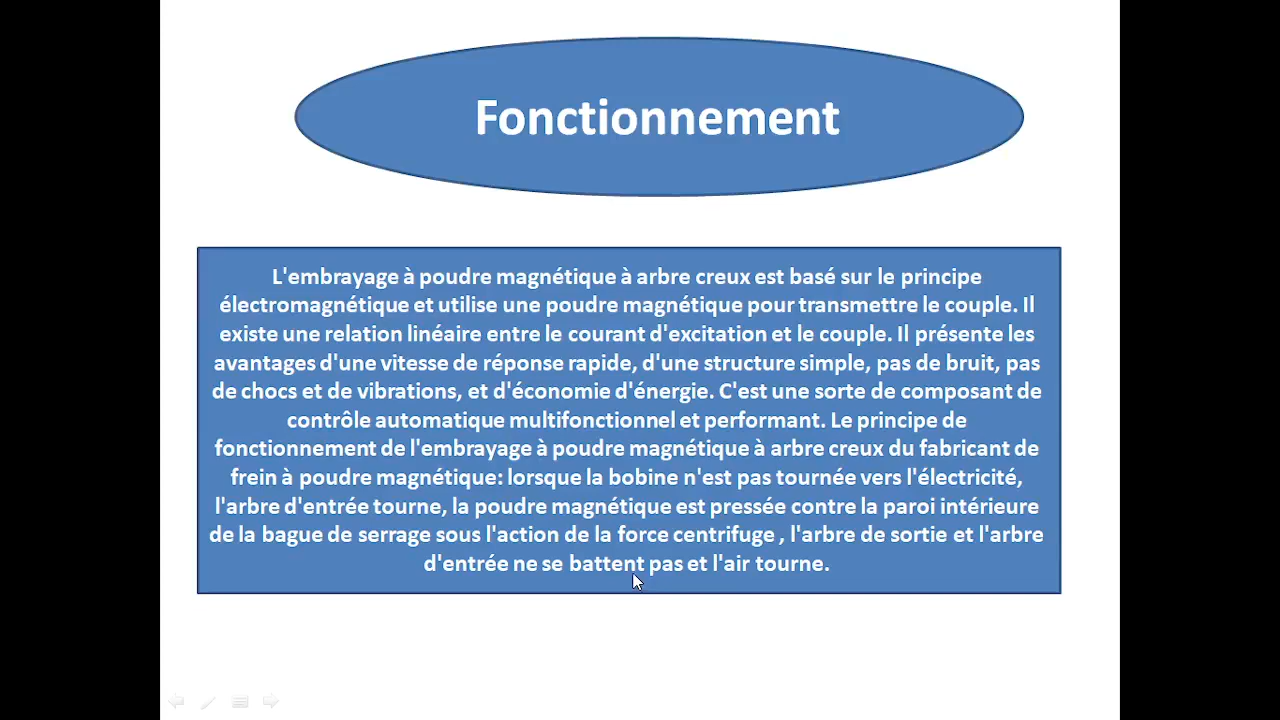 Fonctionnement
L'embrayage à poudre magnétique à arbre creux est basé sur le principe
électromagnétique et utilise une poudre magnétique pour transmettre le couple. Il
existe une relation linéaire entre le courant d'excitation et le couple. Il présente les
avantages d'une vitesse de réponse rapide, d'une structure simple, pas de bruit, pas
de chocs et de vibrations, et d'économie d'énergie. C'est une sorte de composant de
contrôle automatique multifonctionnel et performant. Le principe de
fonctionnement de l'embrayage à poudre magnétique à arbre creux du fabricant de
frein à poudre magnétique: lorsque la bobine n'est pas tournée vers l'électricité,
l'arbre d'entrée tourne, la poudre magnétique est pressée contre la paroi intérieure
de la bague de serrage sous l'action de la force centrifuge , l'arbre de sortie et l'arbre
d'entrée ne se battent pas et l'air tourne.